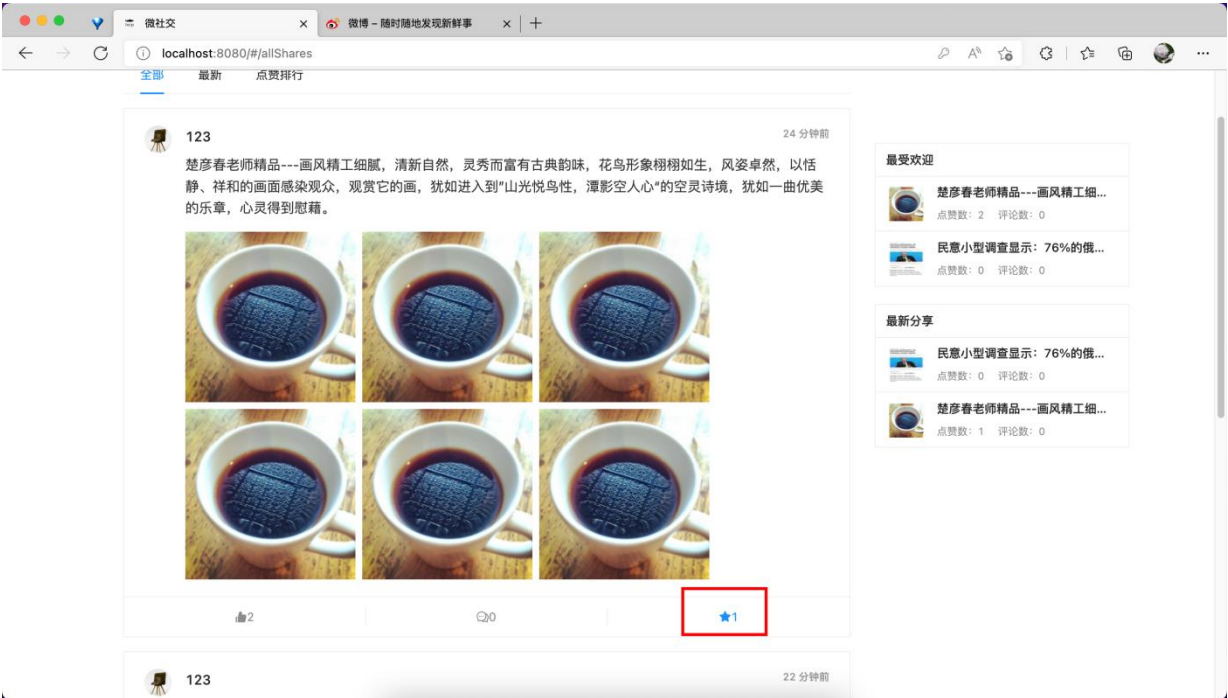 微社交
微博 – 随时随地发现新鲜事
localhost:8080/#/allShares
全部 最新 点赞排行
123
24 分钟前
楚彦春老师精品---画风精工细腻，清新自然，灵秀而富有古典韵味，花鸟形象栩栩如生，风姿卓然，以恬
静、祥和的画面感染观众，观赏它的画，犹如进入到"山光悦鸟性，潭影空人心"的空灵诗境，犹如一曲优美
的乐章，心灵得到慰藉。
2
0
1
123
22 分钟前
最受欢迎
楚彦春老师精品---画风精工细...
点赞数：2 评论数：0
民意小型调查显示：76%的俄...
点赞数：0 评论数：0
最新分享
民意小型调查显示：76%的俄...
点赞数：0 评论数：0
楚彦春老师精品---画风精工细...
点赞数：1 评论数：0